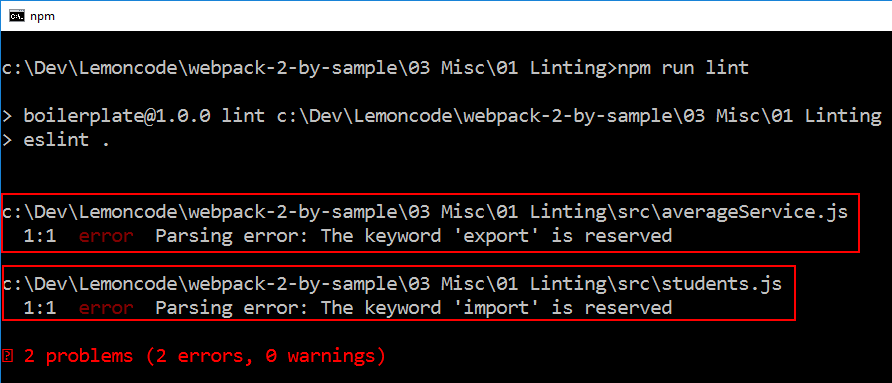 npm
c:\Dev\Lemoncode\webpack-2-by-sample\03 Misc\01 Linting>npm run lint
> boilerplate@1.0.0 lint c:\Dev\Lemoncode\webpack-2-by-sample\03 Misc\01 Linting
> eslint .
c:\Dev\Lemoncode\webpack-2-by-sample\03 Misc\01 Linting\src\averageService.js
1:1 error Parsing error: The keyword 'export' is reserved
c:\Dev\Lemoncode\webpack-2-by-sample\03 Misc\01 Linting\src\students.js
1:1 error Parsing error: The keyword 'import' is reserved
2 problems (2 errors, 0 warnings)